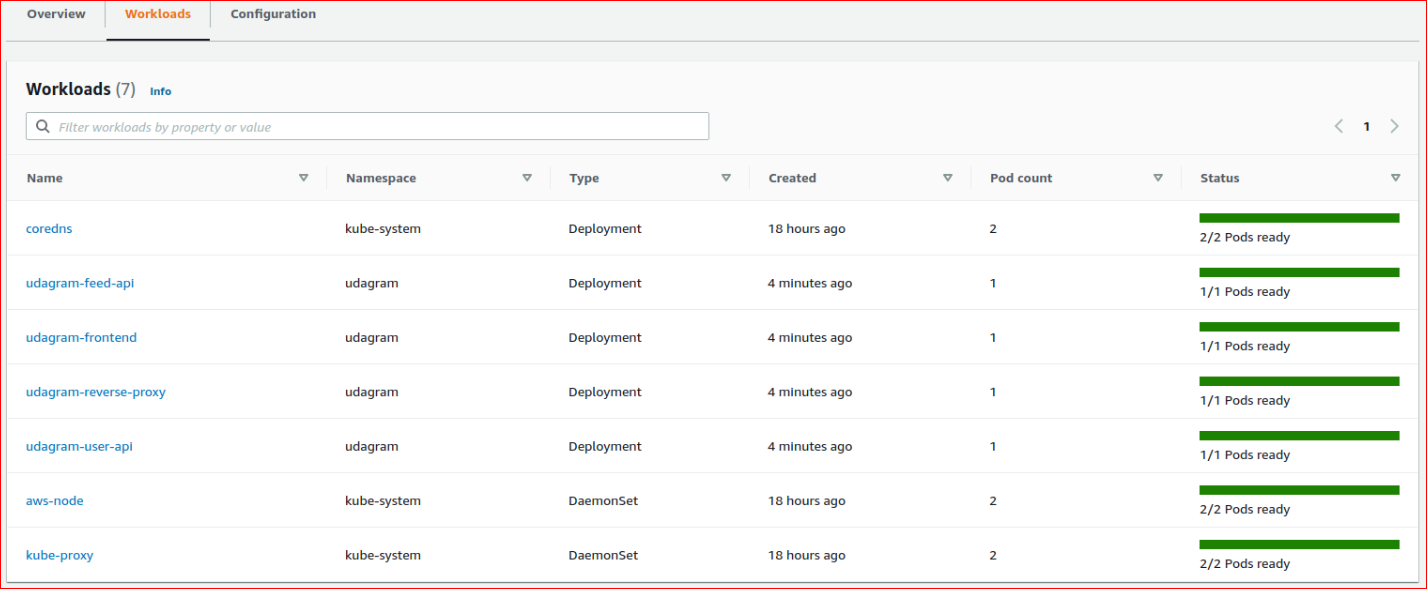 Overview Workloads Configuration
Workloads (7) Info
Filter workloads by property or value 1
Name Namespace Type Created Pod count Status
coredns kube-system Deployment 18 hours ago 2 2/2 Pods ready
udagram-feed-api udagram Deployment 4 minutes ago 1 1/1 Pods ready
udagram-frontend udagram Deployment 4 minutes ago 1 1/1 Pods ready
udagram-reverse-proxy udagram Deployment 4 minutes ago 1 1/1 Pods ready
udagram-user-api udagram Deployment 4 minutes ago 1 1/1 Pods ready
aws-node kube-system DaemonSet 18 hours ago 2 2/2 Pods ready
kube-proxy kube-system DaemonSet 18 hours ago 2 2/2 Pods ready